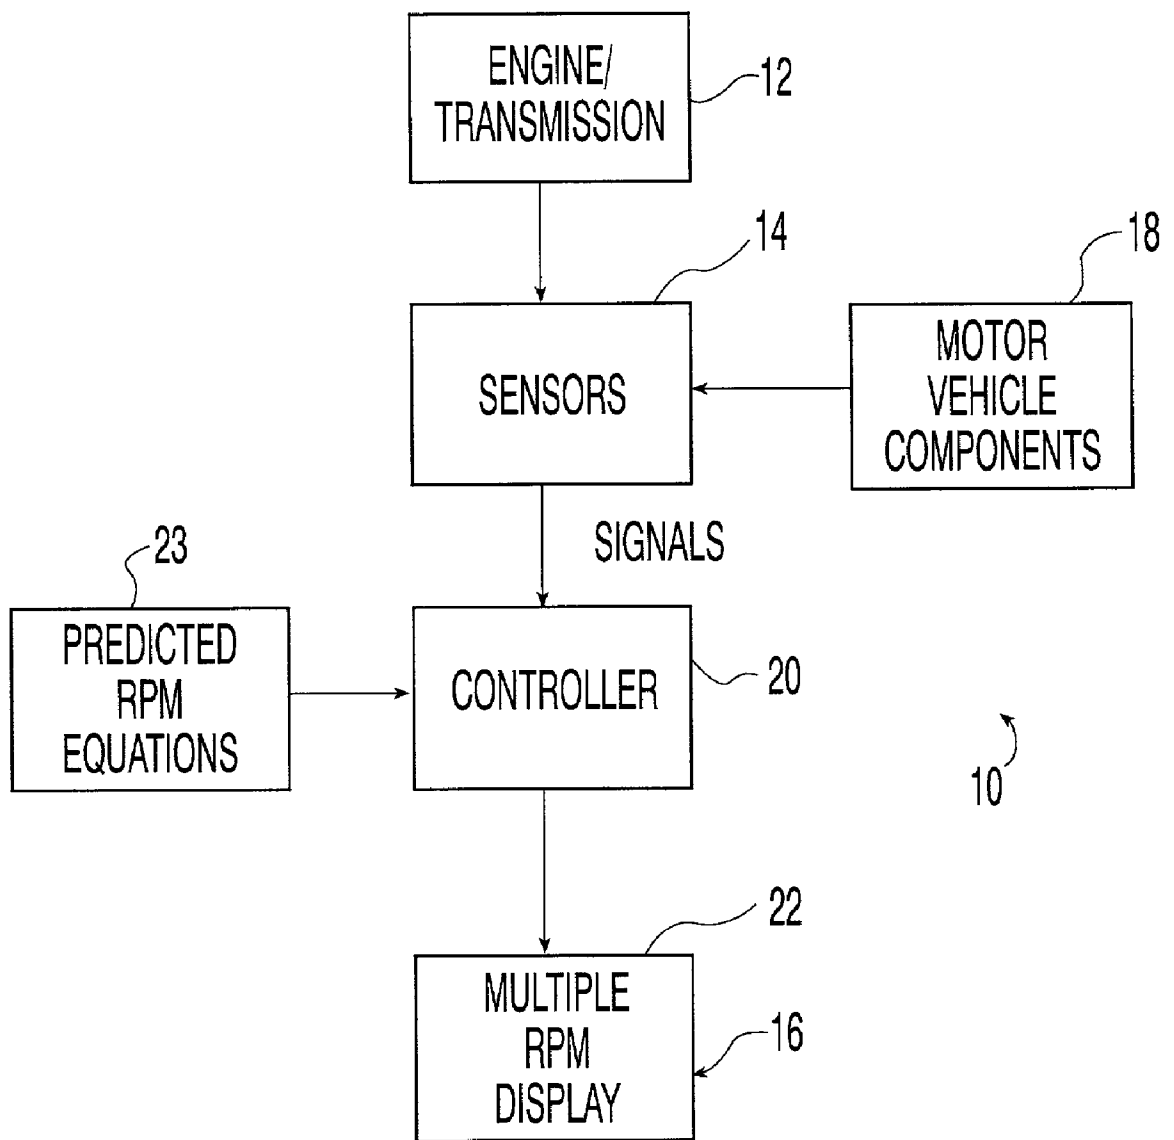 ENGINE/
TRANSMISSION
12
14
18
SENSORS
MOTOR
VEHICLE
COMPONENTS
SIGNALS
23
PREDICTED
RPM
EQUATIONS
CONTROLLER
20
10
22
MULTIPLE
RPM
DISPLAY
16